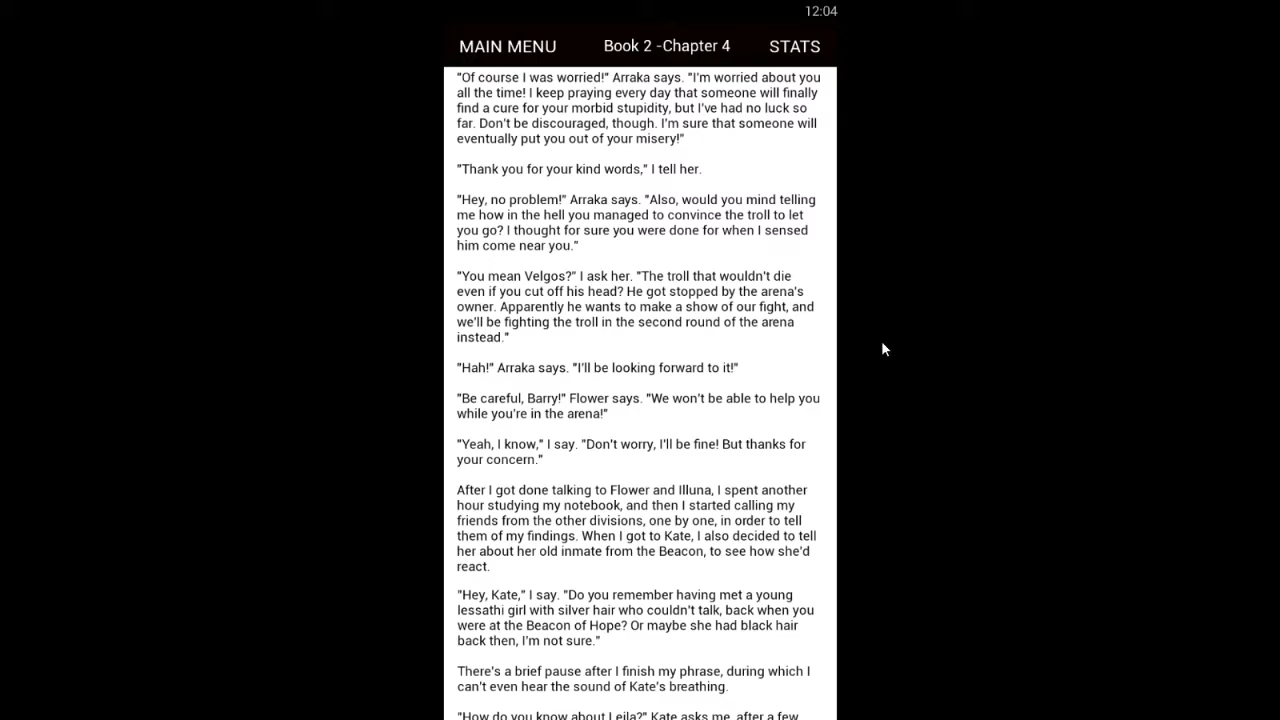 12:04
MAIN MENU Book 2 -Chapter 4 STATS
"Of course I was worried!" Arraka says. "I'm worried about you
all the time! I keep praying every day that someone will finally
find a cure for your morbid stupidity, but I've had no luck so
far. Don't be discouraged, though. I'm sure that someone will
eventually put you out of your misery!"
"Thank you for your kind words," I tell her.
"Hey, no problem!" Arraka says. "Also, would you mind telling
me how in the hell you managed to convince the troll to let
you go? I thought for sure you were done for when I sensed
him come near you."
"You mean Velgos?" I ask her. "The troll that wouldn't die
even if you cut off his head? He got stopped by the arena's
owner. Apparently he wants to make a show of our fight, and
we'll be fighting the troll in the second round of the arena
instead."
"Hah!" Arraka says. "I'll be looking forward to it!"
"Be careful, Barry!" Flower says. "We won't be able to help you
while you're in the arena!"
"Yeah, I know," I say. "Don't worry, I'll be fine! But thanks for
your concern."
After I got done talking to Flower and Illuna, I spent another
hour studying my notebook, and then I started calling my
friends from the other divisions, one by one, in order to tell
them of my findings. When I got to Kate, I also decided to tell
her about her old inmate from the Beacon, to see how she'd
react.
"Hey, Kate," I say. "Do you remember having met a young
lessathi girl with silver hair who couldn't talk, back when you
were at the Beacon of Hope? Or maybe she had black hair
back then, I'm not sure."
There's a brief pause after I finish my phrase, during which I
can't even hear the sound of Kate's breathing.
"How do you know about Leila?" Kate asks me, after a few